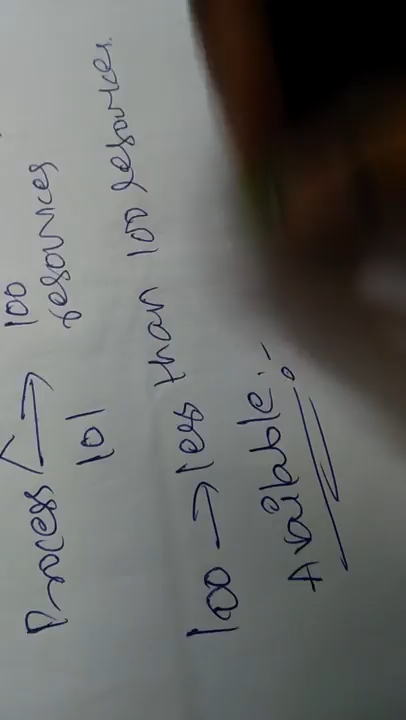 Process → 100
resources
101
100 → less than 100 resources.
Available :-